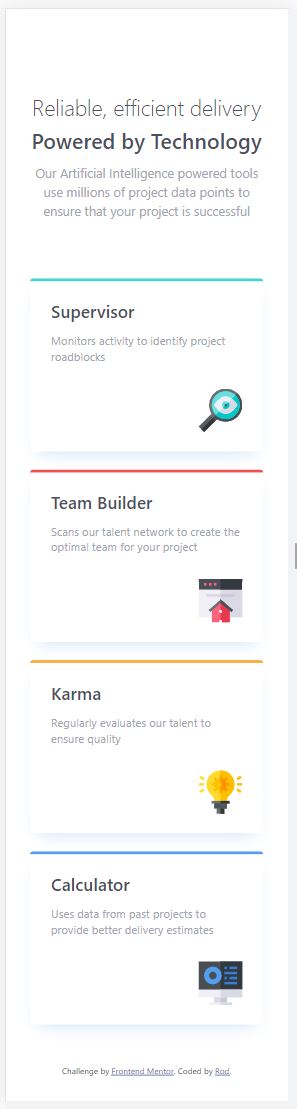 Reliable, efficient delivery
Powered by Technology
Our Artificial Intelligence powered tools
use millions of project data points to
ensure that your project is successful
Supervisor
Monitors activity to identify project
roadblocks
Team Builder
Scans our talent network to create the
optimal team for your project
Karma
Regularly evaluates our talent to
ensure quality
Calculator
Uses data from past projects to
provide better delivery estimates
Challenge by Frontend Mentor. Coded by Rod.